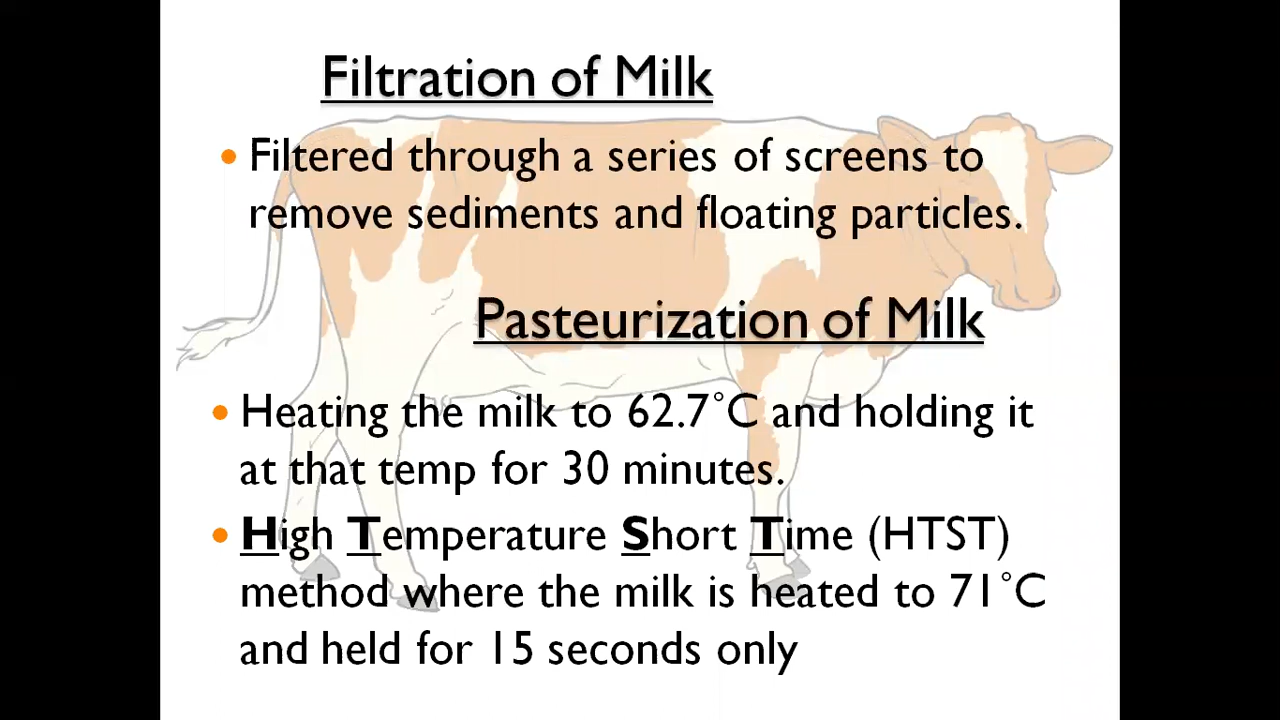 Filtration of Milk
• Filtered through a series of screens to
remove sediments and floating particles.
Pasteurization of Milk
• Heating the milk to 62.7˚C and holding it
at that temp for 30 minutes.
• High Temperature Short Time (HTST)
method where the milk is heated to 71˚C
and held for 15 seconds only